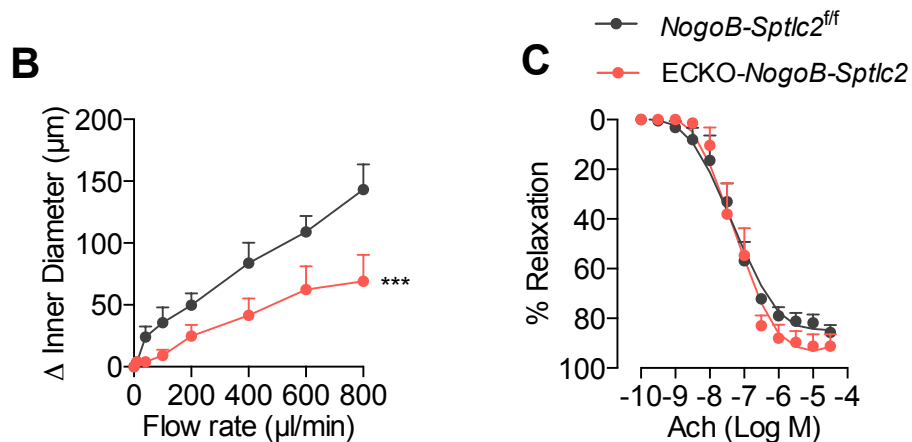 NogoB-Sptlc2f/f
ECKO-NogoB-Sptlc2
B
200
150
100
50
0
Δ Inner Diameter (µm)
***
0 200 400 600 800
Flow rate (µl/min)
C
0
20
40
60
80
100
% Relaxation
-10 -9 -8 -7 -6 -5 -4
Ach (Log M)